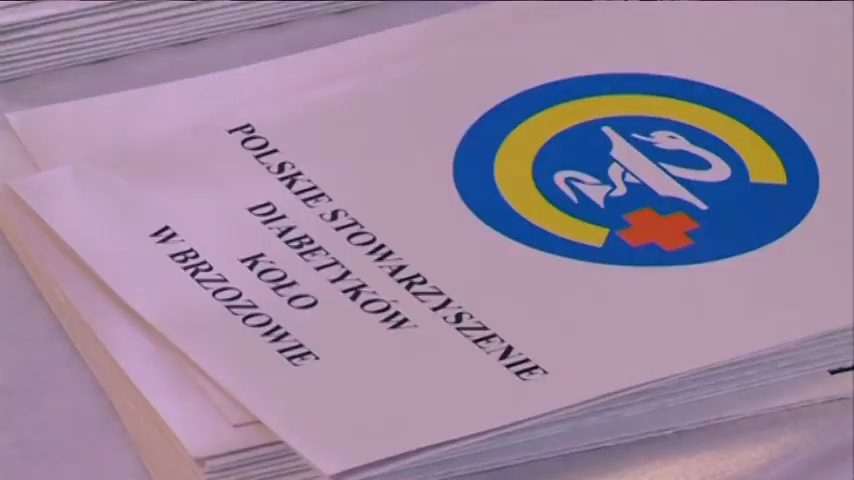 POLSKIE STOWARZYSZENIE
DIABETYKÓW
KOŁO
W BRZOZOWIE